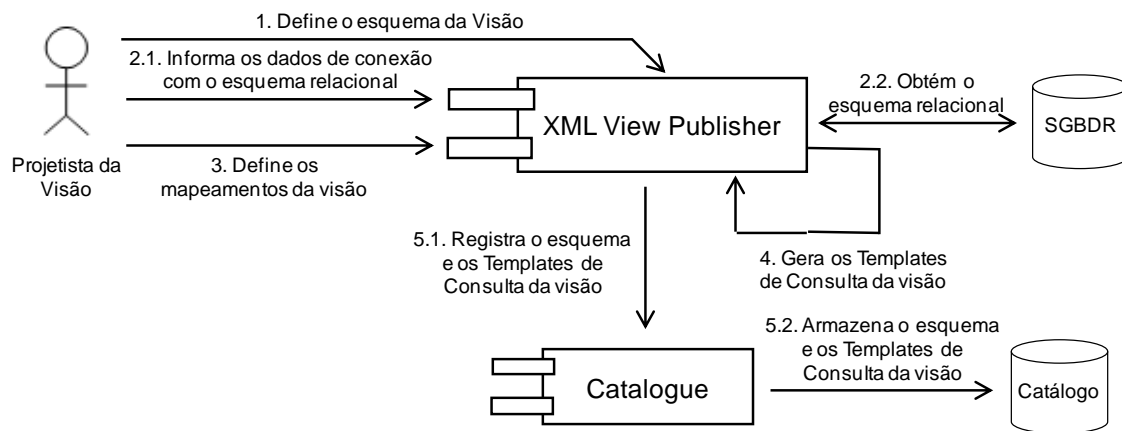 1. Define o esquema da Visão
2.1. Informa os dados de conexão
com o esquema relacional
2.2. Obtém o
esquema relacional
XML View Publisher
SGBDR
Projetista da
Visão
3. Define os
mapeamentos da visão
5.1. Registra o esquema
e os Templates de
Consulta da visão
4. Gera os Templates
de Consulta da visão
5.2. Armazena o esquema
e os Templates de
Consulta da visão
Catalogue
Catálogo